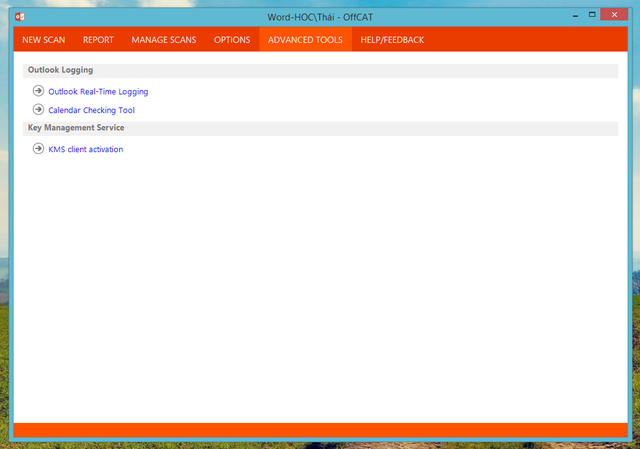 Word-HOC\Thái - OffCAT
NEW SCAN REPORT MANAGE SCANS OPTIONS ADVANCED TOOLS HELP/FEEDBACK
Outlook Logging
Outlook Real-Time Logging
Calendar Checking Tool
Key Management Service
KMS client activation